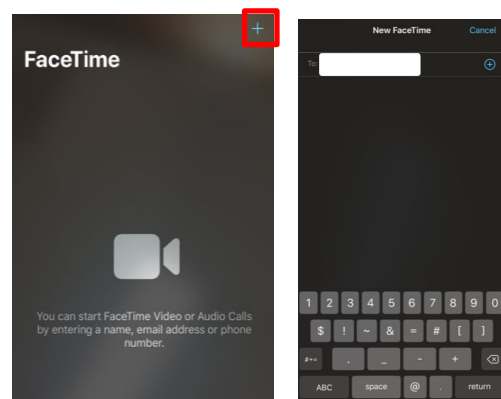 +
FaceTime
You can start FaceTime Video or Audio Calls
by entering a name, email address or phone
number.
New FaceTime Cancel
To:
1 2 3 4 5 6 7 8 9 0
$ ! ~ & = # [ ]
#+= . _ - + 
ABC space @ . return